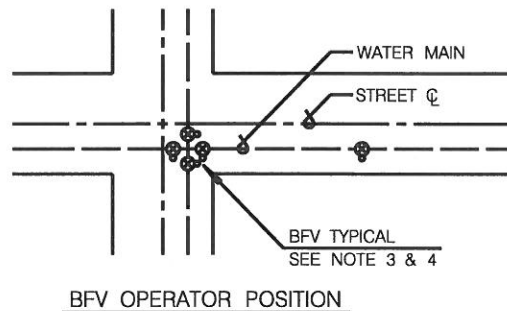 WATER MAIN
STREET ℄
BFV TYPICAL
SEE NOTE 3 & 4
BFV OPERATOR POSITION